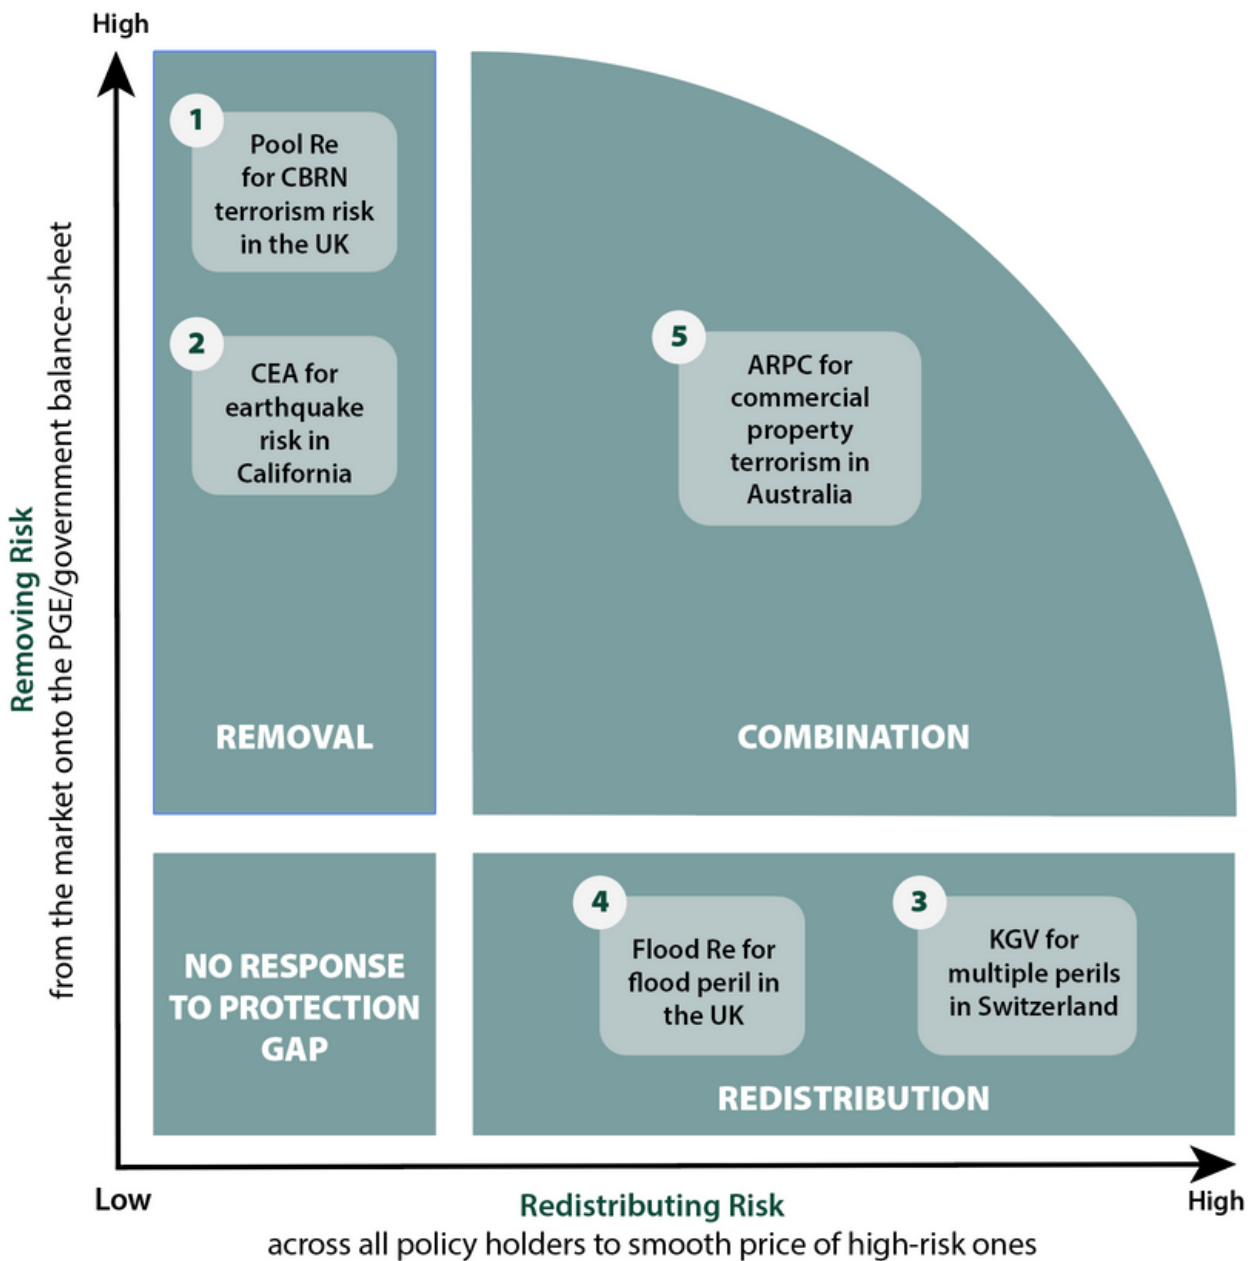 High
1
Pool Re
for CBRN
terrorism risk
in the UK
2
CEA for
earthquake
risk in
California
REMOVAL
5
ARPC for
commercial
property
terrorism in
Australia
COMBINATION
Removing Risk
from the market onto the PGE/government balance-sheet
NO RESPONSE
TO PROTECTION
GAP
4
Flood Re for
flood peril in
the UK
3
KGV for
multiple perils
in Switzerland
REDISTRIBUTION
Low
Redistributing Risk
High
across all policy holders to smooth price of high-risk ones